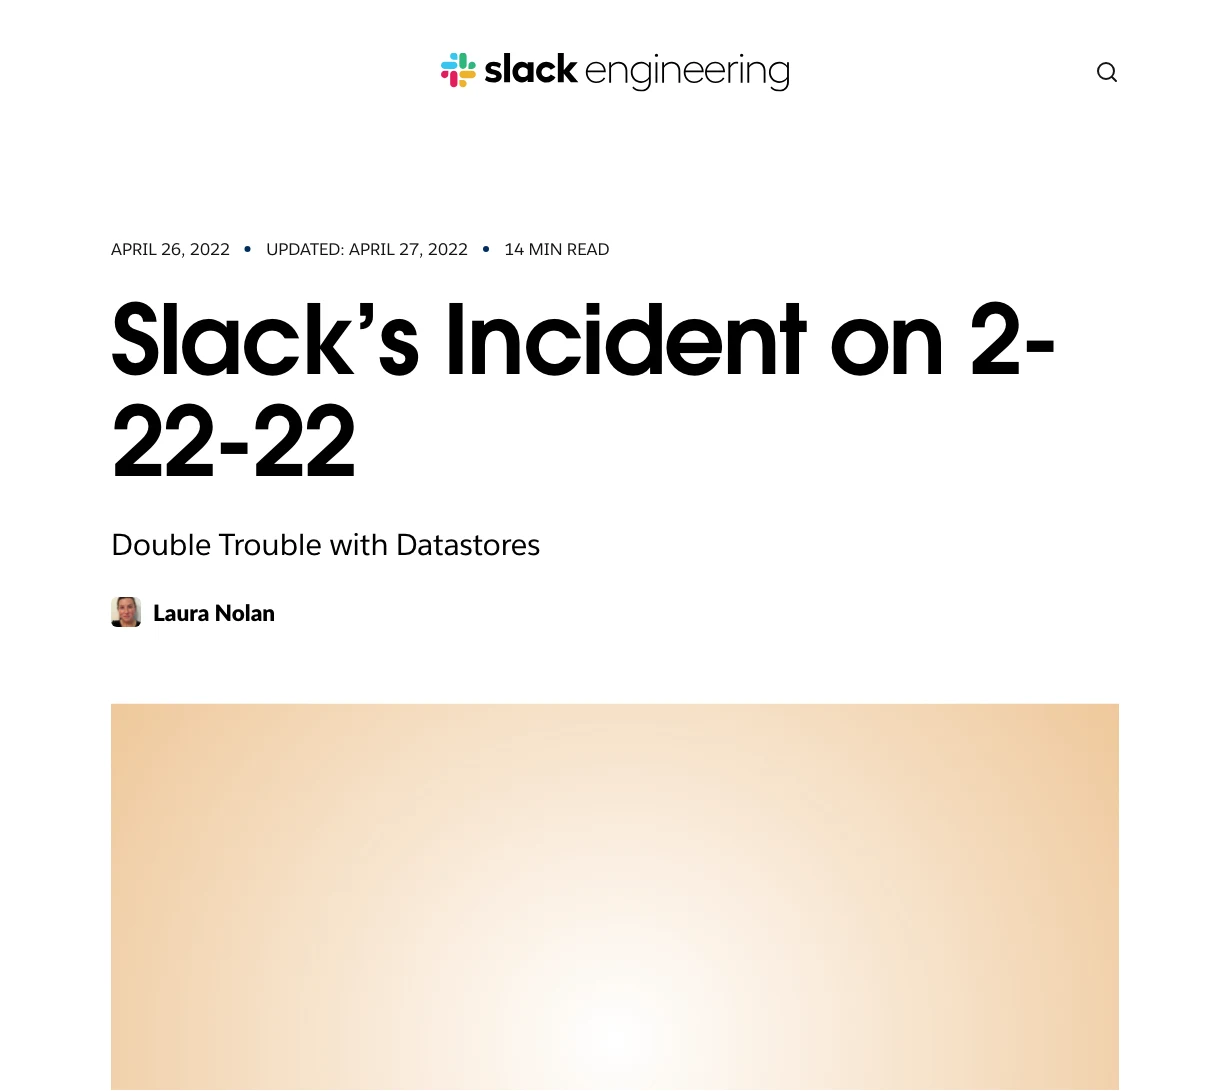 slack engineering
APRIL 26, 2022 • UPDATED: APRIL 27, 2022 • 14 MIN READ
Slack’s Incident on 2-
22-22
Double Trouble with Datastores
Laura Nolan